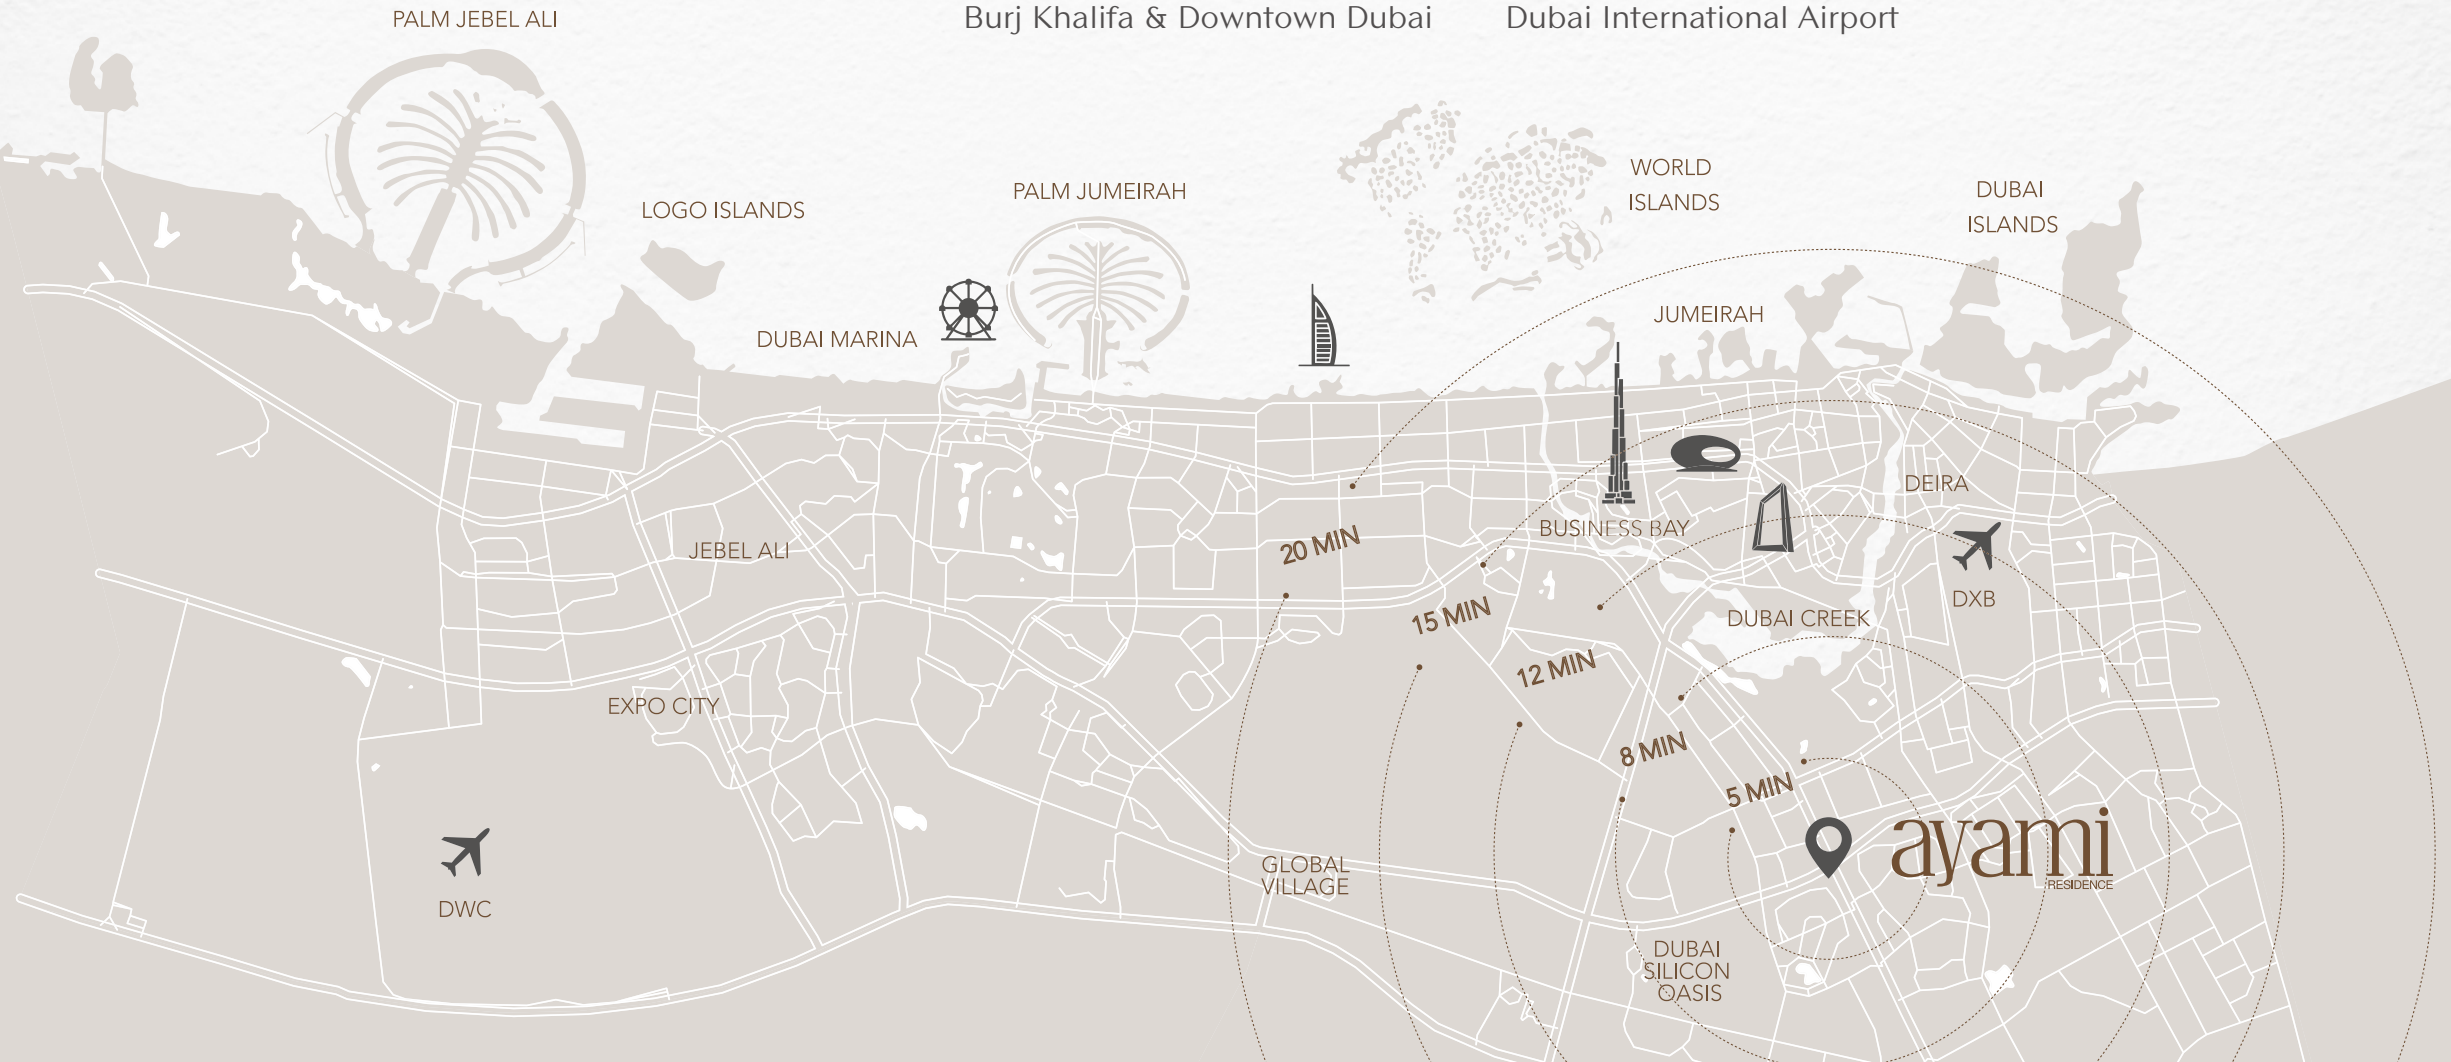 Burj Khalifa & Downtown Dubai
Dubai International Airport
PALM JEBEL ALI
WORLD
ISLANDS
DUBAI
ISLANDS
PALM JUMEIRAH
LOGO ISLANDS
JUMEIRAH
DUBAI MARINA
DEIRA
BUSINESS BAY
20 MIN
JEBEL ALI
DXB
15 MIN
DUBAI CREEK
12 MIN
EXPO CITY
8 MIN
5 MIN
ayami
RESIDENCE
GLOBAL
VILLAGE
DWC
DUBAI
SILICON
OASIS